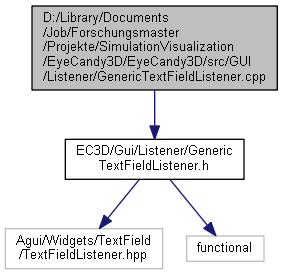 D:/Library/Documents
/Job/Forschungsmaster
/Projekte/SimulationVisualization
/EyeCandy3D/EyeCandy3D/src/GUI
/Listener/GenericTextFieldListener.cpp
EC3D/Gui/Listener/Generic
TextFieldListener.h
Agui/Widgets/TextField
/TextFieldListener.hpp
functional